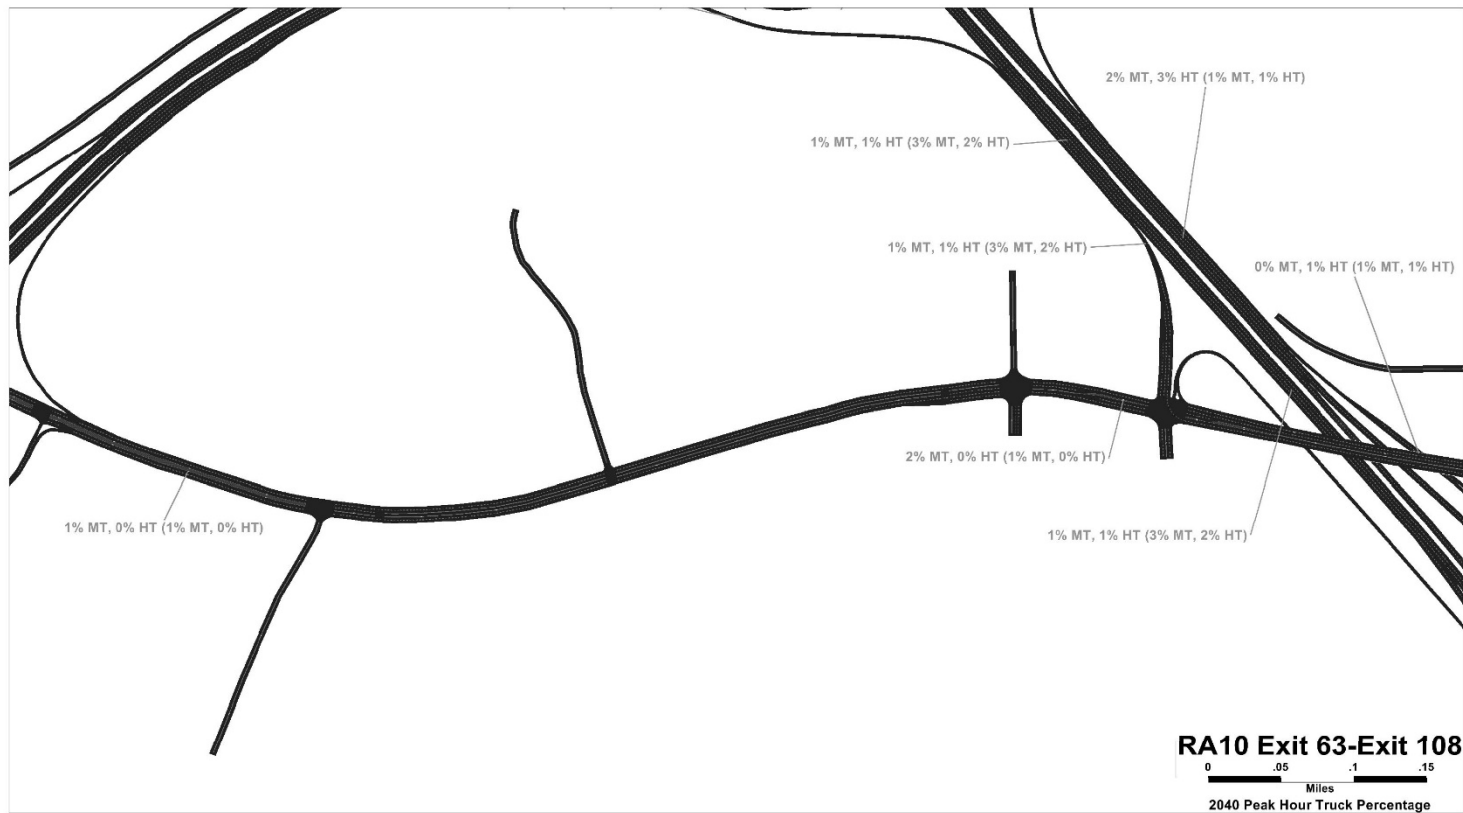 2% MT, 3% HT (1% MT, 1% HT)
1% MT, 1% HT (3% MT, 2% HT)
1% MT, 1% HT (3% MT, 2% HT)
0% MT, 1% HT (1% MT, 1% HT)
2% MT, 0% HT (1% MT, 0% HT)
1% MT, 0% HT (1% MT, 0% HT)
1% MT, 1% HT (3% MT, 2% HT)
RA10 Exit 63-Exit 108
0 .05 .1 .15
Miles
2040 Peak Hour Truck Percentage